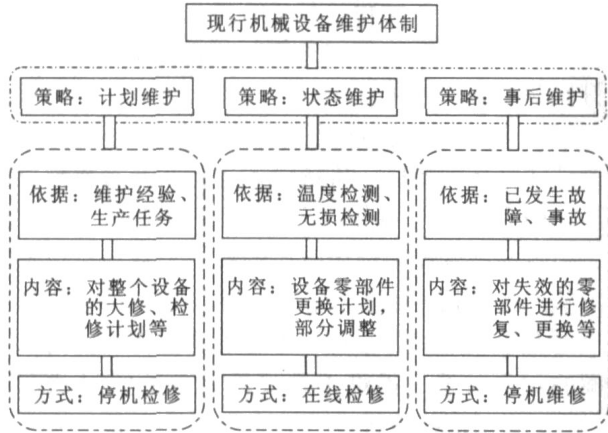 现行机械设备维护体制
策略：计划维护
策略：状态维护
策略：事后维护
依据：维护经验、
生产任务
依据：温度检测、
无损检测
依据：已发生故
障、事故
内容：对整个设备
的大修、检
修计划等
内容：设备零部件
更换计划，
部分调整
内容：对失效的零
部件进行修
复、更换等
方式：停机检修
方式：在线检修
方式：停机维修